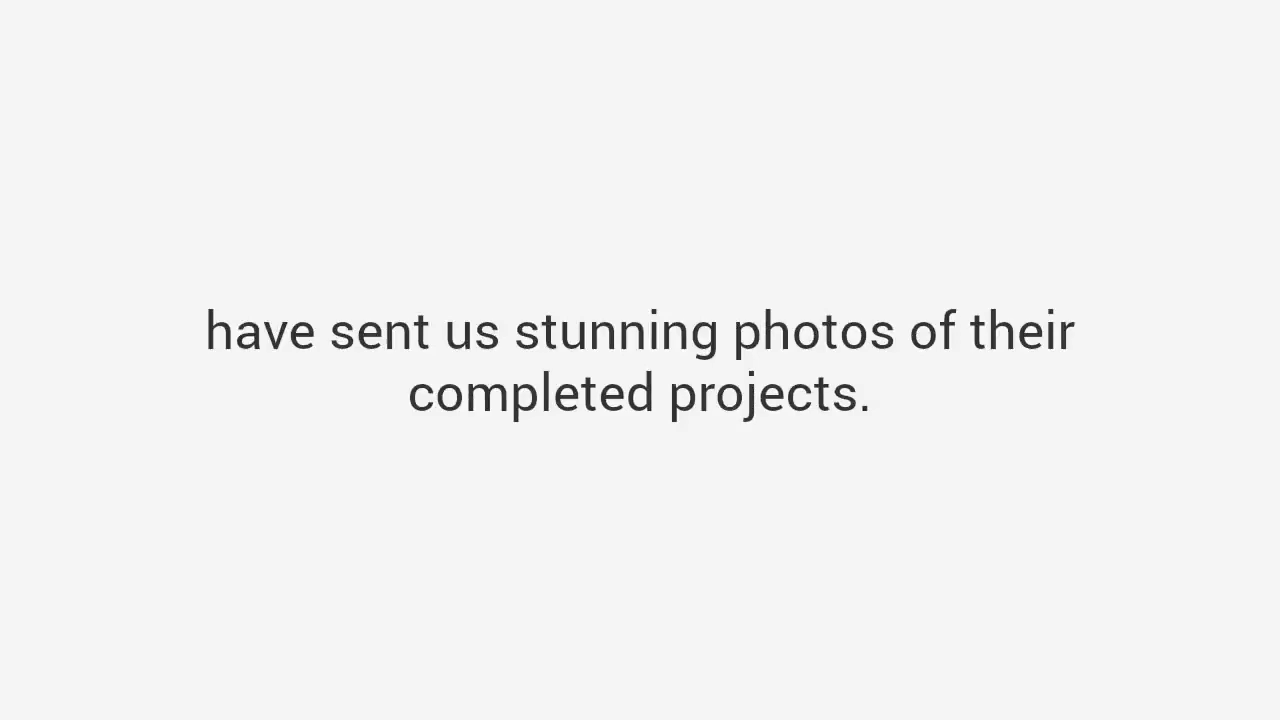 have sent us stunning photos of their
completed projects.